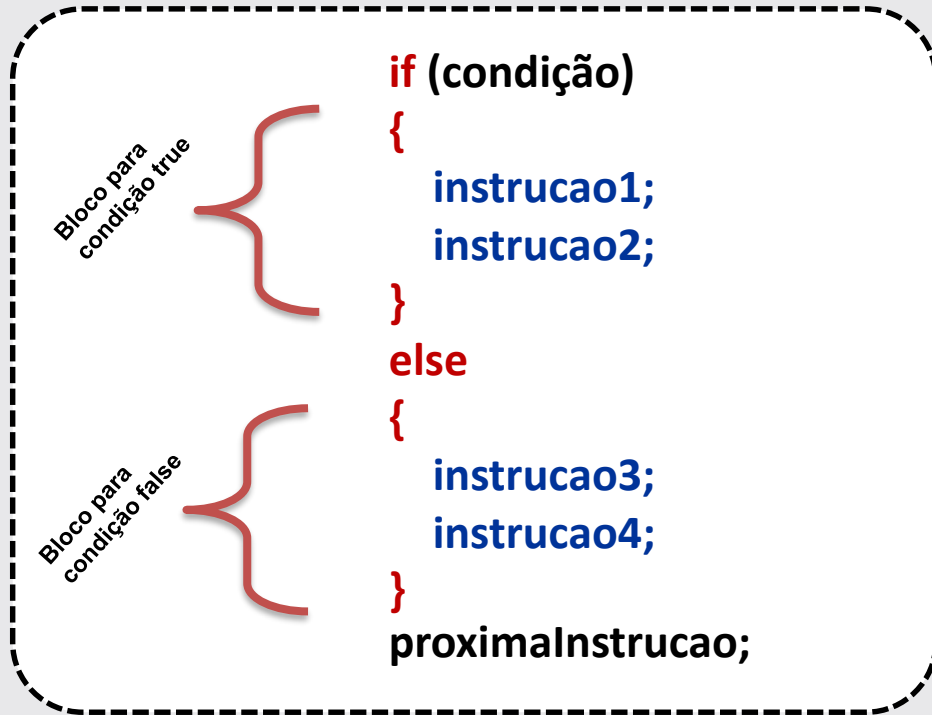 if (condição)
{
Bloco para
condição true
instrucao1;
instrucao2;
}
else
{
Bloco para
condição false
instrucao3;
instrucao4;
}
proximaInstrucao;